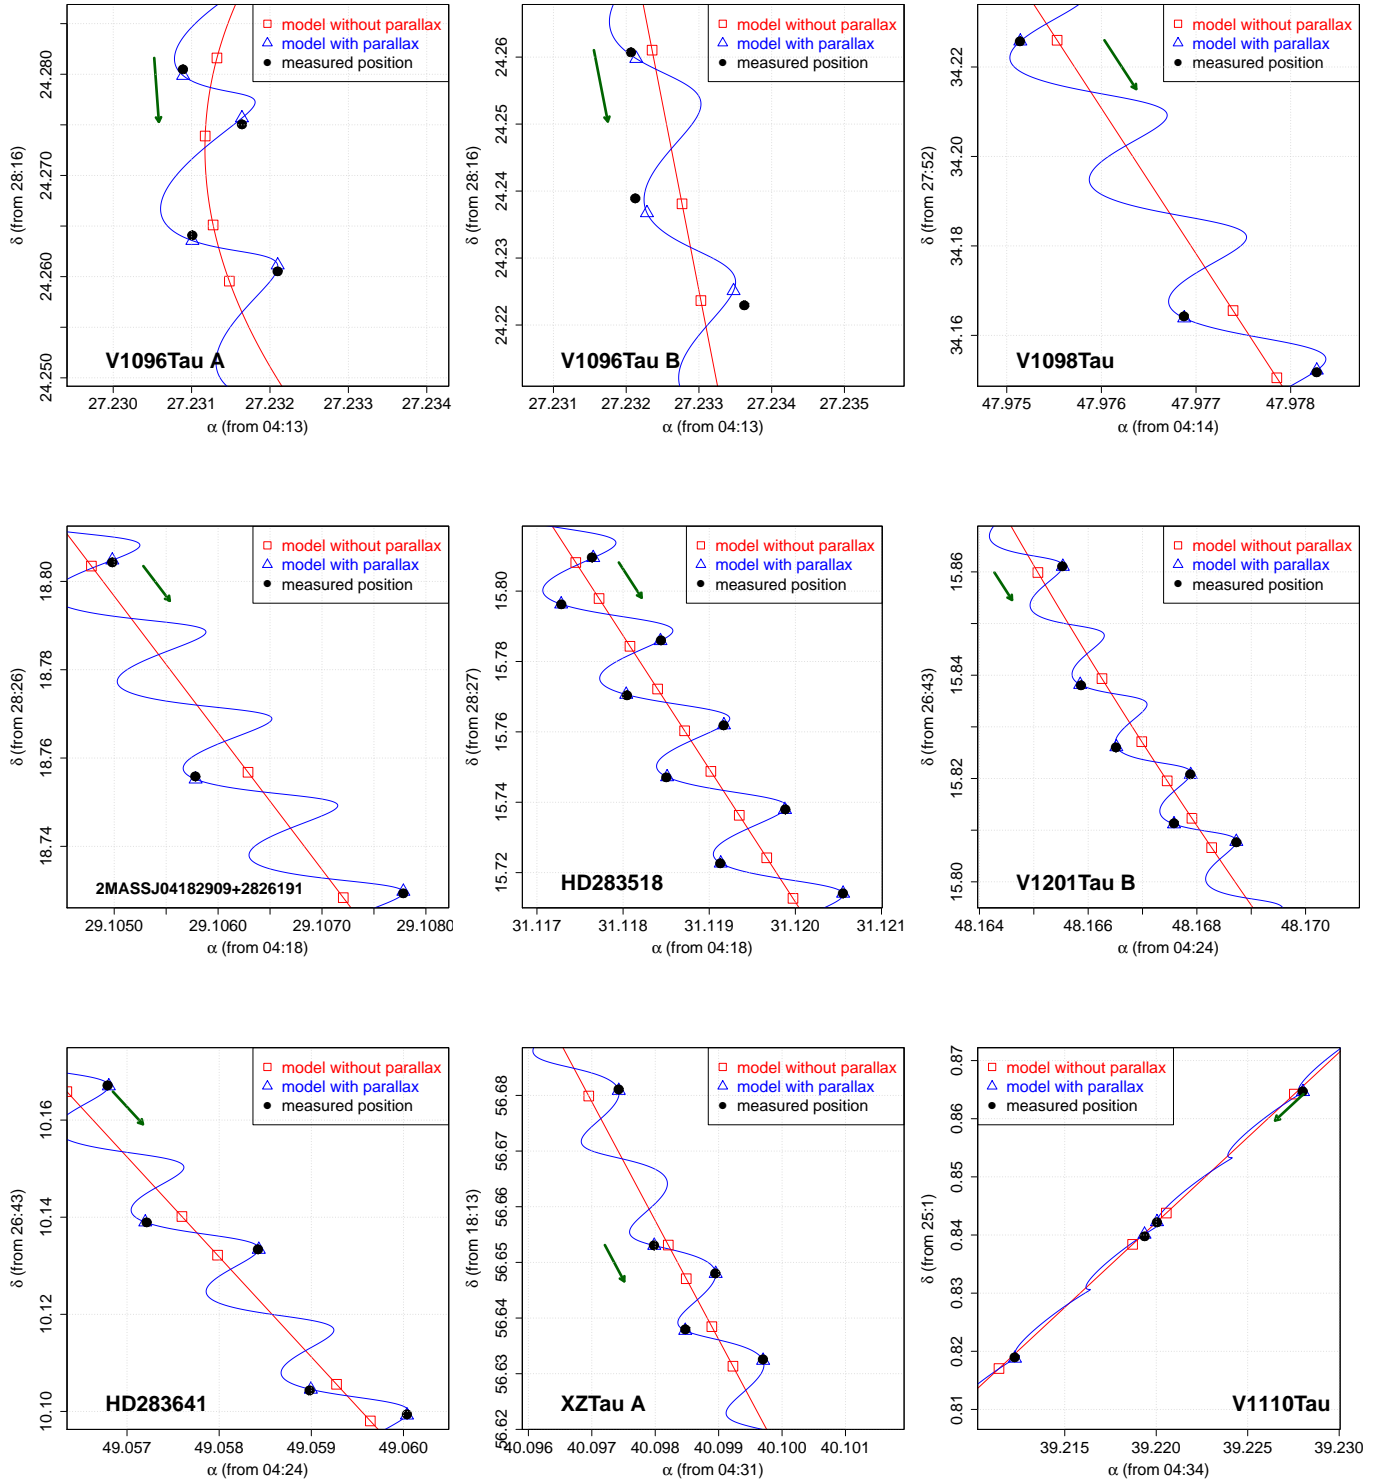 model without parallax
model with parallax
measured position
24.280
24.270
24.260
24.250
δ (from 28:16)
V1096Tau A
27.230 27.231 27.232 27.233 27.234
α (from 04:13)
model without parallax
model with parallax
measured position
24.26
24.25
24.24
24.23
24.22
δ (from 28:16)
V1096Tau B
27.231 27.232 27.233 27.234 27.235
α (from 04:13)
model without parallax
model with parallax
measured position
34.22
34.20
34.18
34.16
δ (from 27:52)
V1098Tau
47.975 47.976 47.977 47.978
α (from 04:14)
model without parallax
model with parallax
measured position
18.80
18.78
18.76
18.74
δ (from 28:26)
2MASSJ04182909+2826191
29.1050 29.1060 29.1070 29.1080
α (from 04:18)
model without parallax
model with parallax
measured position
15.80
15.78
15.76
15.74
15.72
δ (from 28:27)
HD283518
31.117 31.118 31.119 31.120 31.121
α (from 04:18)
model without parallax
model with parallax
measured position
15.86
15.84
15.82
15.80
δ (from 26:43)
V1201Tau B
48.164 48.166 48.168 48.170
α (from 04:24)
model without parallax
model with parallax
measured position
10.16
10.14
10.12
10.10
δ (from 26:43)
HD283641
49.057 49.058 49.059 49.060
α (from 04:24)
model without parallax
model with parallax
measured position
56.68
56.67
56.66
56.65
56.64
56.63
56.62
δ (from 18:13)
XZTau A
40.096 40.097 40.098 40.099 40.100 40.101
α (from 04:31)
model without parallax
model with parallax
measured position
0.87
0.86
0.85
0.84
0.83
0.82
0.81
δ (from 25:1)
V1110Tau
39.215 39.220 39.225 39.230
α (from 04:34)